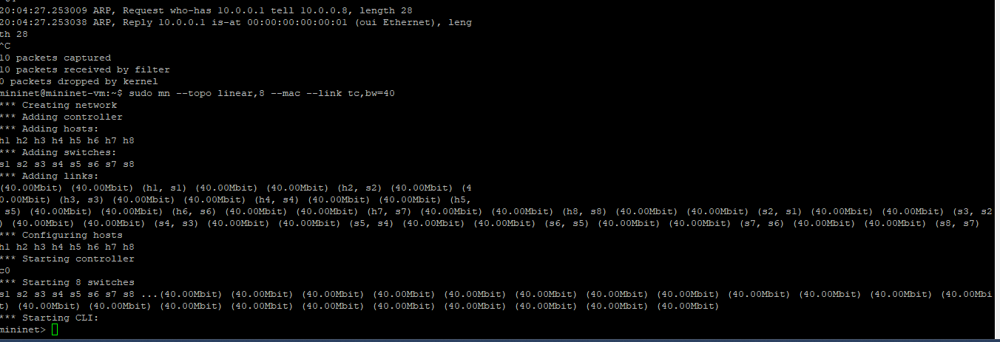 20:04:27.253009 ARP, Request who-has 10.0.0.1 tell 10.0.0.8, length 28
20:04:27.253038 ARP, Reply 10.0.0.1 is-at 00:00:00:00:00:01 (oui Ethernet), leng
th 28
^C
10 packets captured
10 packets received by filter
0 packets dropped by kernel
mininet@mininet-vm:~$ sudo mn --topo linear,8 --mac --link tc,bw=40
*** Creating network
*** Adding controller
*** Adding hosts:
h1 h2 h3 h4 h5 h6 h7 h8
*** Adding switches:
s1 s2 s3 s4 s5 s6 s7 s8
*** Adding links:
(40.00Mbit) (40.00Mbit) (h1, s1) (40.00Mbit) (40.00Mbit) (h2, s2) (40.00Mbit) (4
0.00Mbit) (h3, s3) (40.00Mbit) (40.00Mbit) (h4, s4) (40.00Mbit) (40.00Mbit) (h5,
 s5) (40.00Mbit) (40.00Mbit) (h6, s6) (40.00Mbit) (40.00Mbit) (h7, s7) (40.00Mbit) (40.00Mbit) (h8, s8) (40.00Mbit) (40.00Mbit) (s2, s1) (40.00Mbit) (40.00Mbit) (s3, s2
) (40.00Mbit) (40.00Mbit) (s4, s3) (40.00Mbit) (40.00Mbit) (s5, s4) (40.00Mbit) (40.00Mbit) (s6, s5) (40.00Mbit) (40.00Mbit) (s7, s6) (40.00Mbit) (40.00Mbit) (s8, s7)
*** Configuring hosts
h1 h2 h3 h4 h5 h6 h7 h8
*** Starting controller
c0
*** Starting 8 switches
s1 s2 s3 s4 s5 s6 s7 s8 ...(40.00Mbit) (40.00Mbit) (40.00Mbit) (40.00Mbit) (40.00Mbit) (40.00Mbit) (40.00Mbit) (40.00Mbit) (40.00Mbit) (40.00Mbit) (40.00Mbit) (40.00Mbi
t) (40.00Mbit) (40.00Mbit) (40.00Mbit) (40.00Mbit) (40.00Mbit) (40.00Mbit) (40.00Mbit) (40.00Mbit) (40.00Mbit) (40.00Mbit)
*** Starting CLI:
mininet>